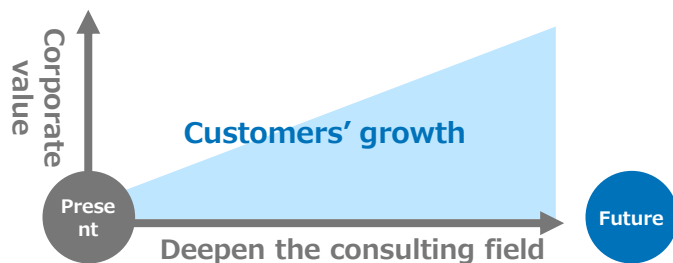 Corporate
value
Customers’ growth
Prese
nt
Future
Deepen the consulting field